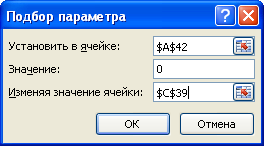 Подбор параметра
Установить в ячейке: $A$42
Значение: 0
Изменяя значение ячейки: $C$39
ОК Отмена